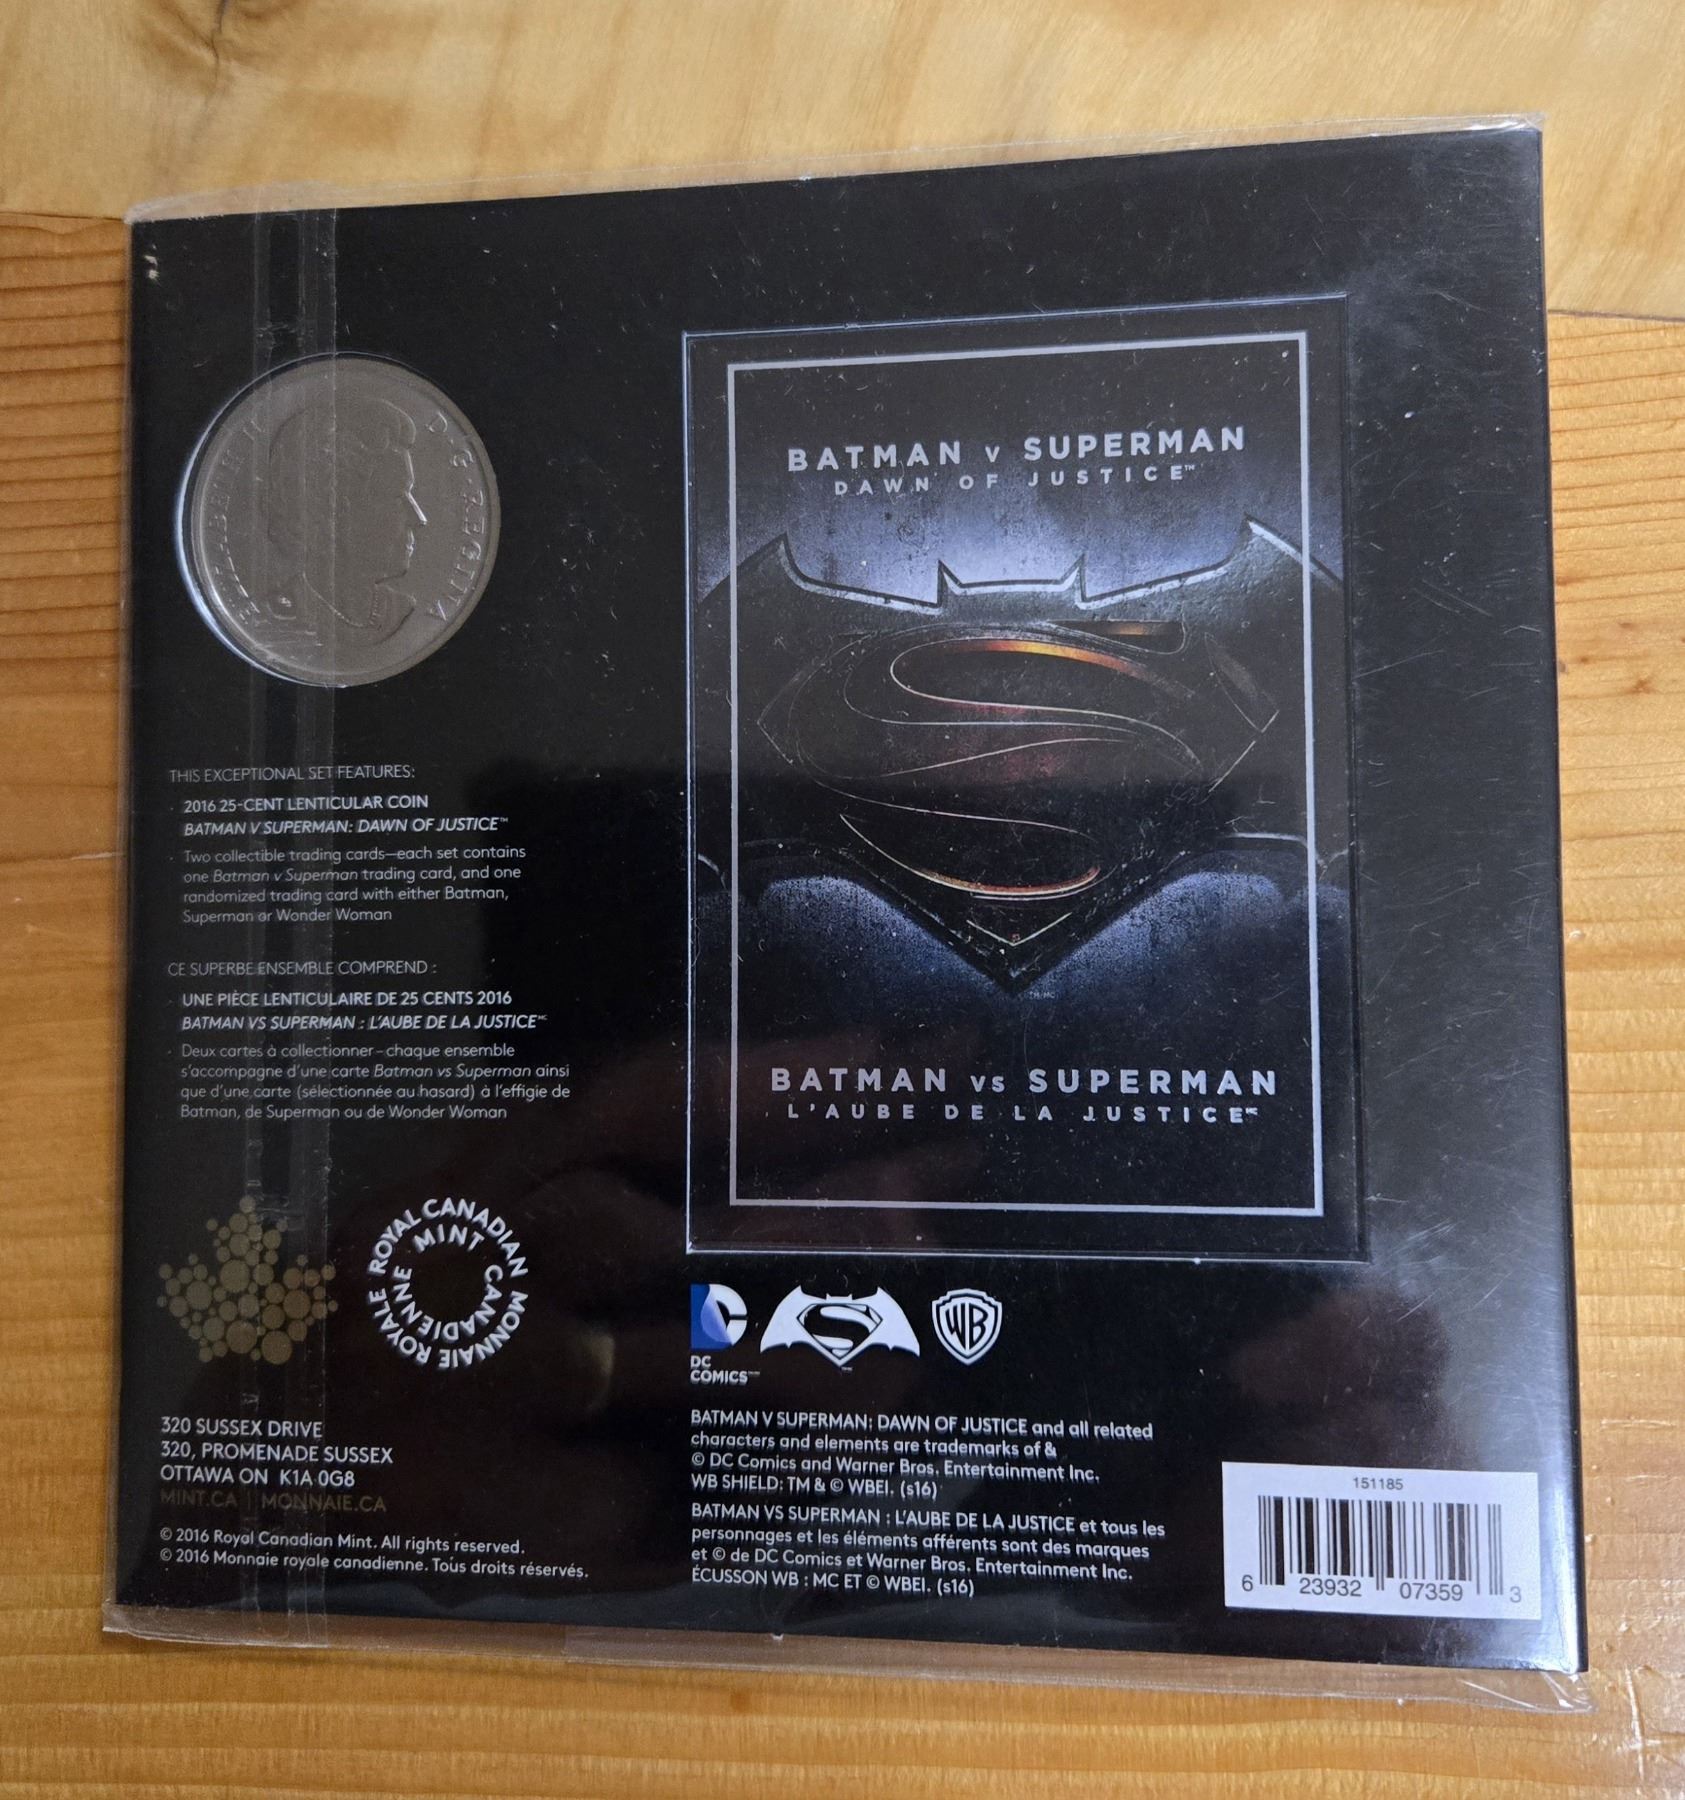 ELIZABETH II
D·G·REGINA
THIS EXCEPTIONAL SET FEATURES:
· 2016 25-CENT LENTICULAR COIN
BATMAN V SUPERMAN: DAWN OF JUSTICE™
· Two collectible trading cards—each set contains
one Batman v Superman trading card, and one
randomized trading card with either Batman,
Superman or Wonder Woman
CE SUPERBE ENSEMBLE COMPREND :
· UNE PIÈCE LENTICULAIRE DE 25 CENTS 2016
BATMAN VS SUPERMAN : L'AUBE DE LA JUSTICE MC
· Deux cartes à collectionner – chaque ensemble
s'accompagne d'une carte Batman vs Superman ainsi
que d'une carte (sélectionnée au hasard) à l'effigie de
Batman, de Superman ou de Wonder Woman
ROYAL CANADIAN MINT
MONNAIE ROYALE CANADIENNE
320 SUSSEX DRIVE
320, PROMENADE SUSSEX
OTTAWA ON K1A 0G8
MINT.CA | MONNAIE.CA
© 2016 Royal Canadian Mint. All rights reserved.
© 2016 Monnaie royale canadienne. Tous droits réservés.
BATMAN V SUPERMAN
DAWN OF JUSTICE™
TM/MC
BATMAN VS SUPERMAN
L'AUBE DE LA JUSTICE MC
DC
COMICS™
WB
BATMAN V SUPERMAN: DAWN OF JUSTICE and all related
characters and elements are trademarks of &
© DC Comics and Warner Bros. Entertainment Inc.
WB SHIELD: TM & © WBEI. (s16)
BATMAN VS SUPERMAN : L'AUBE DE LA JUSTICE et tous les
personnages et les éléments afférents sont des marques
et © de DC Comics et Warner Bros. Entertainment Inc.
ÉCUSSON WB : MC ET © WBEI. (s16)
151185
6 23932 07359 3